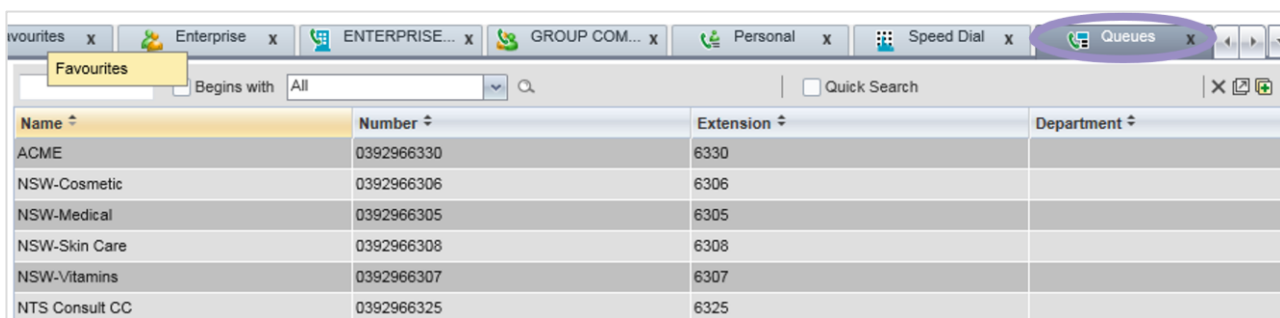 vourites x Enterprise x ENTERPRISE... x GROUP COM... x Personal x Speed Dial x Queues x
Favourites
Begins with All Quick Search
Name Number Extension Department
ACME 0392966330 6330
NSW-Cosmetic 0392966306 6306
NSW-Medical 0392966305 6305
NSW-Skin Care 0392966308 6308
NSW-Vitamins 0392966307 6307
NTS Consult CC 0392966325 6325